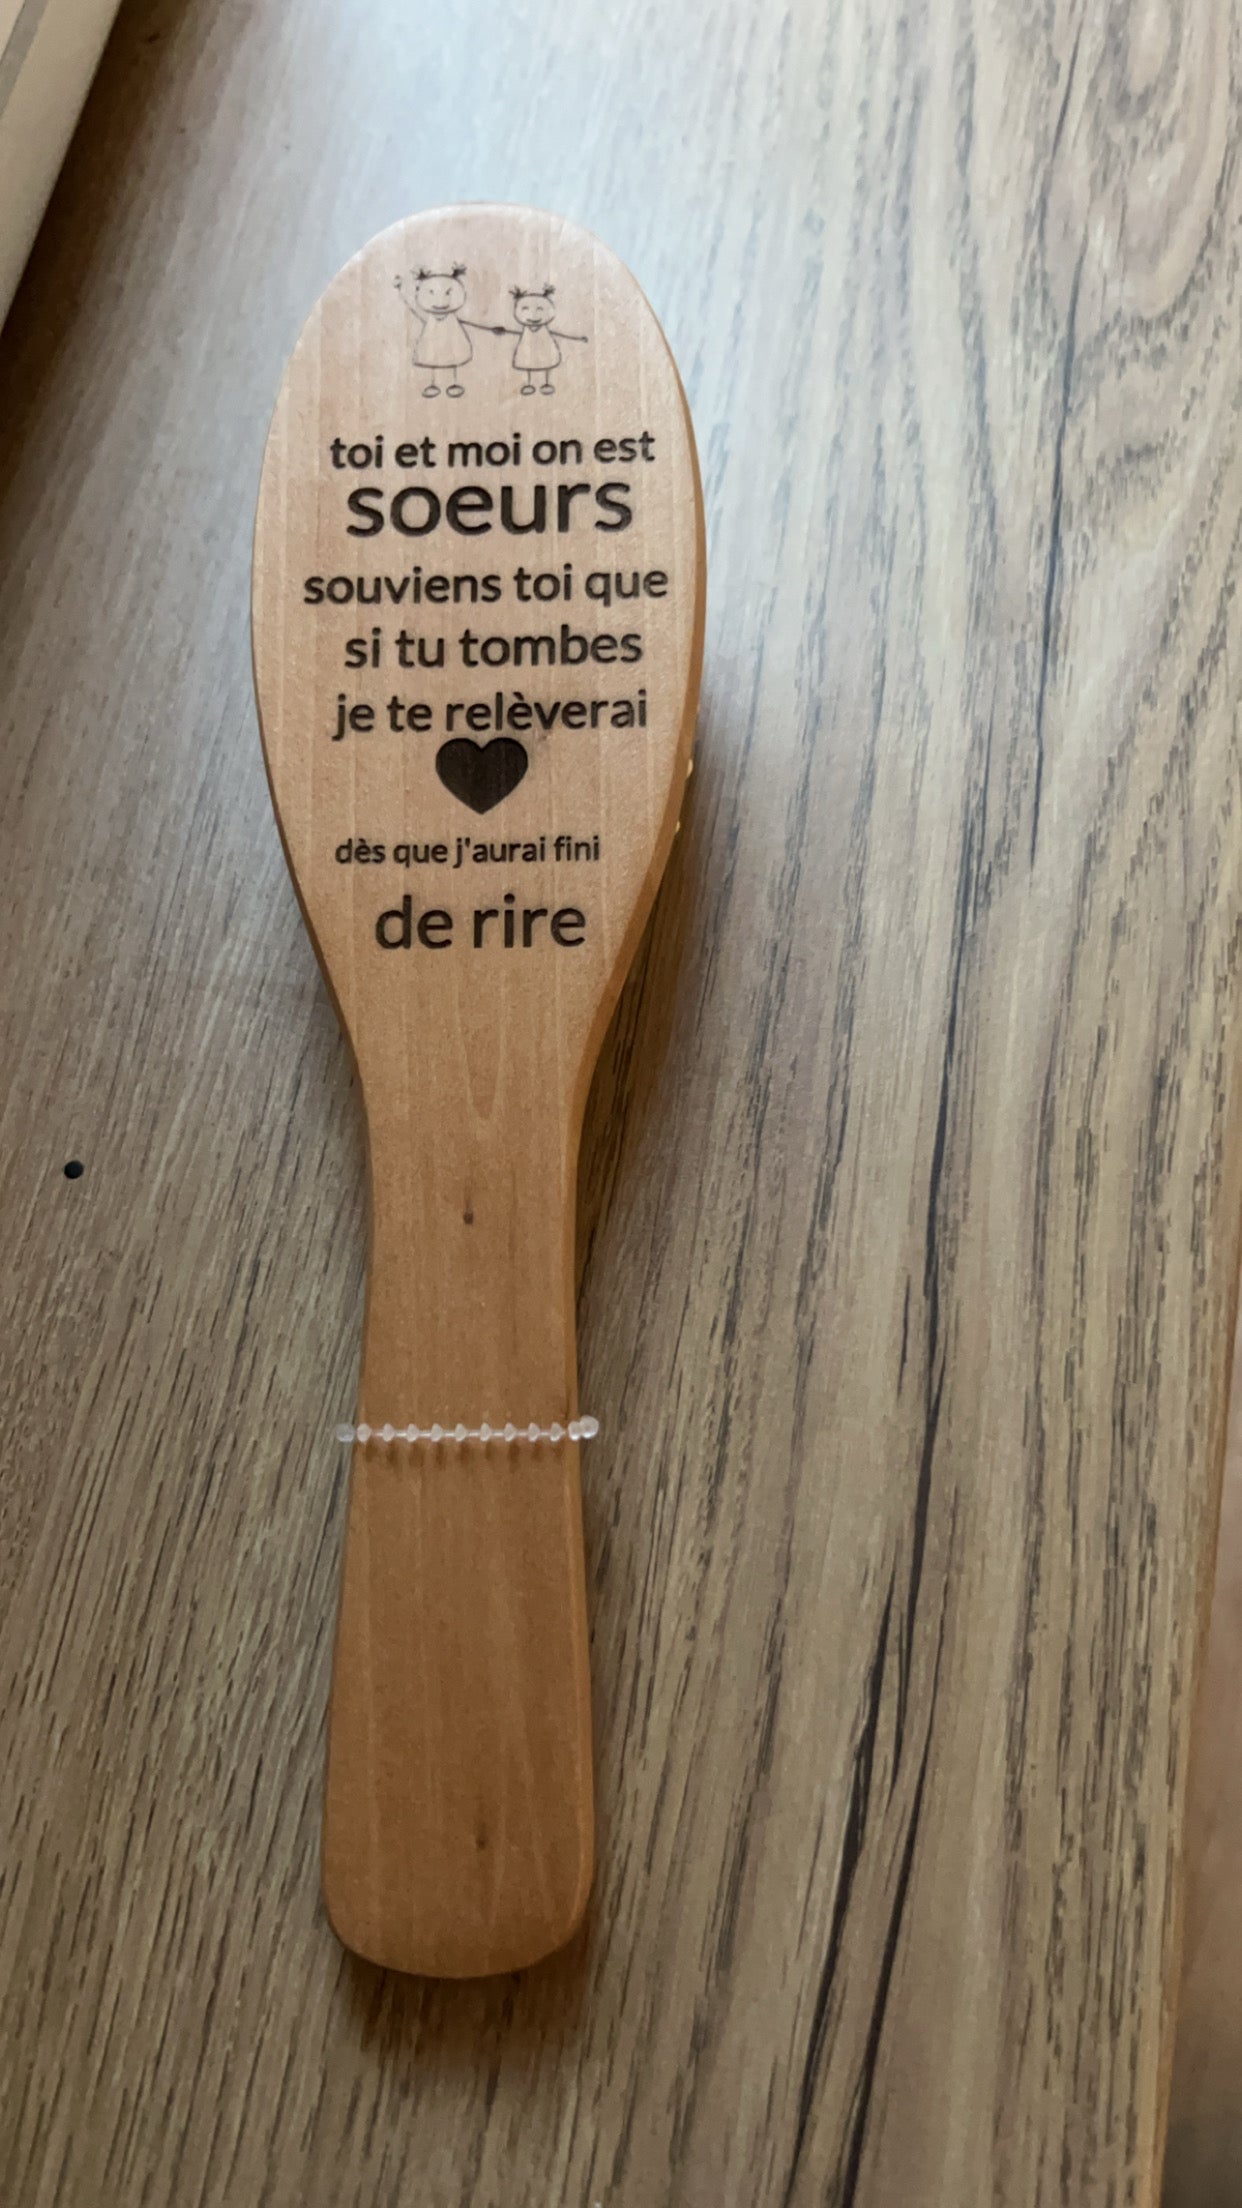 toi et moi on est
soeurs
souviens toi que
si tu tombes
je te relèverai
dès que j'aurai fini
de rire